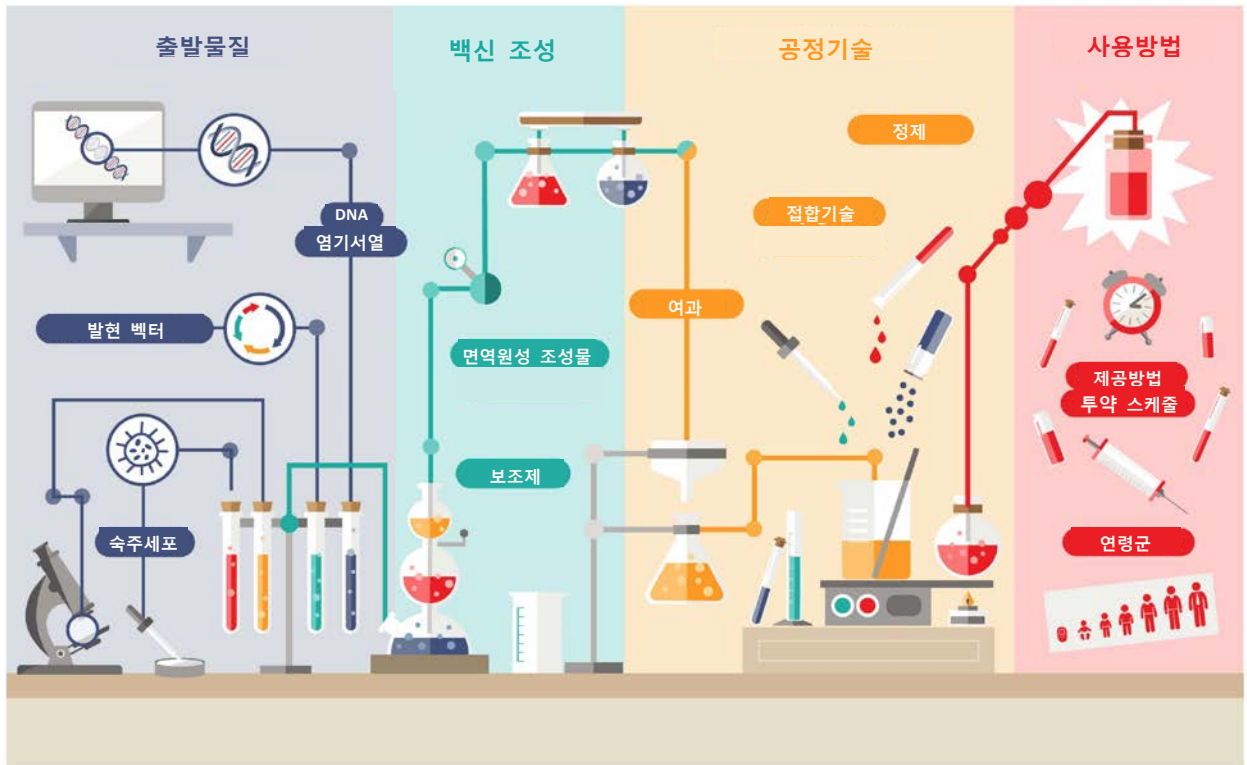 출발물질
백신 조성
공정기술
사용방법
DNA
염기서열
발현 벡터
숙주세포
면역원성 조성물
보조제
정제
접합기술
여과
제공방법
투약 스케줄
연령군